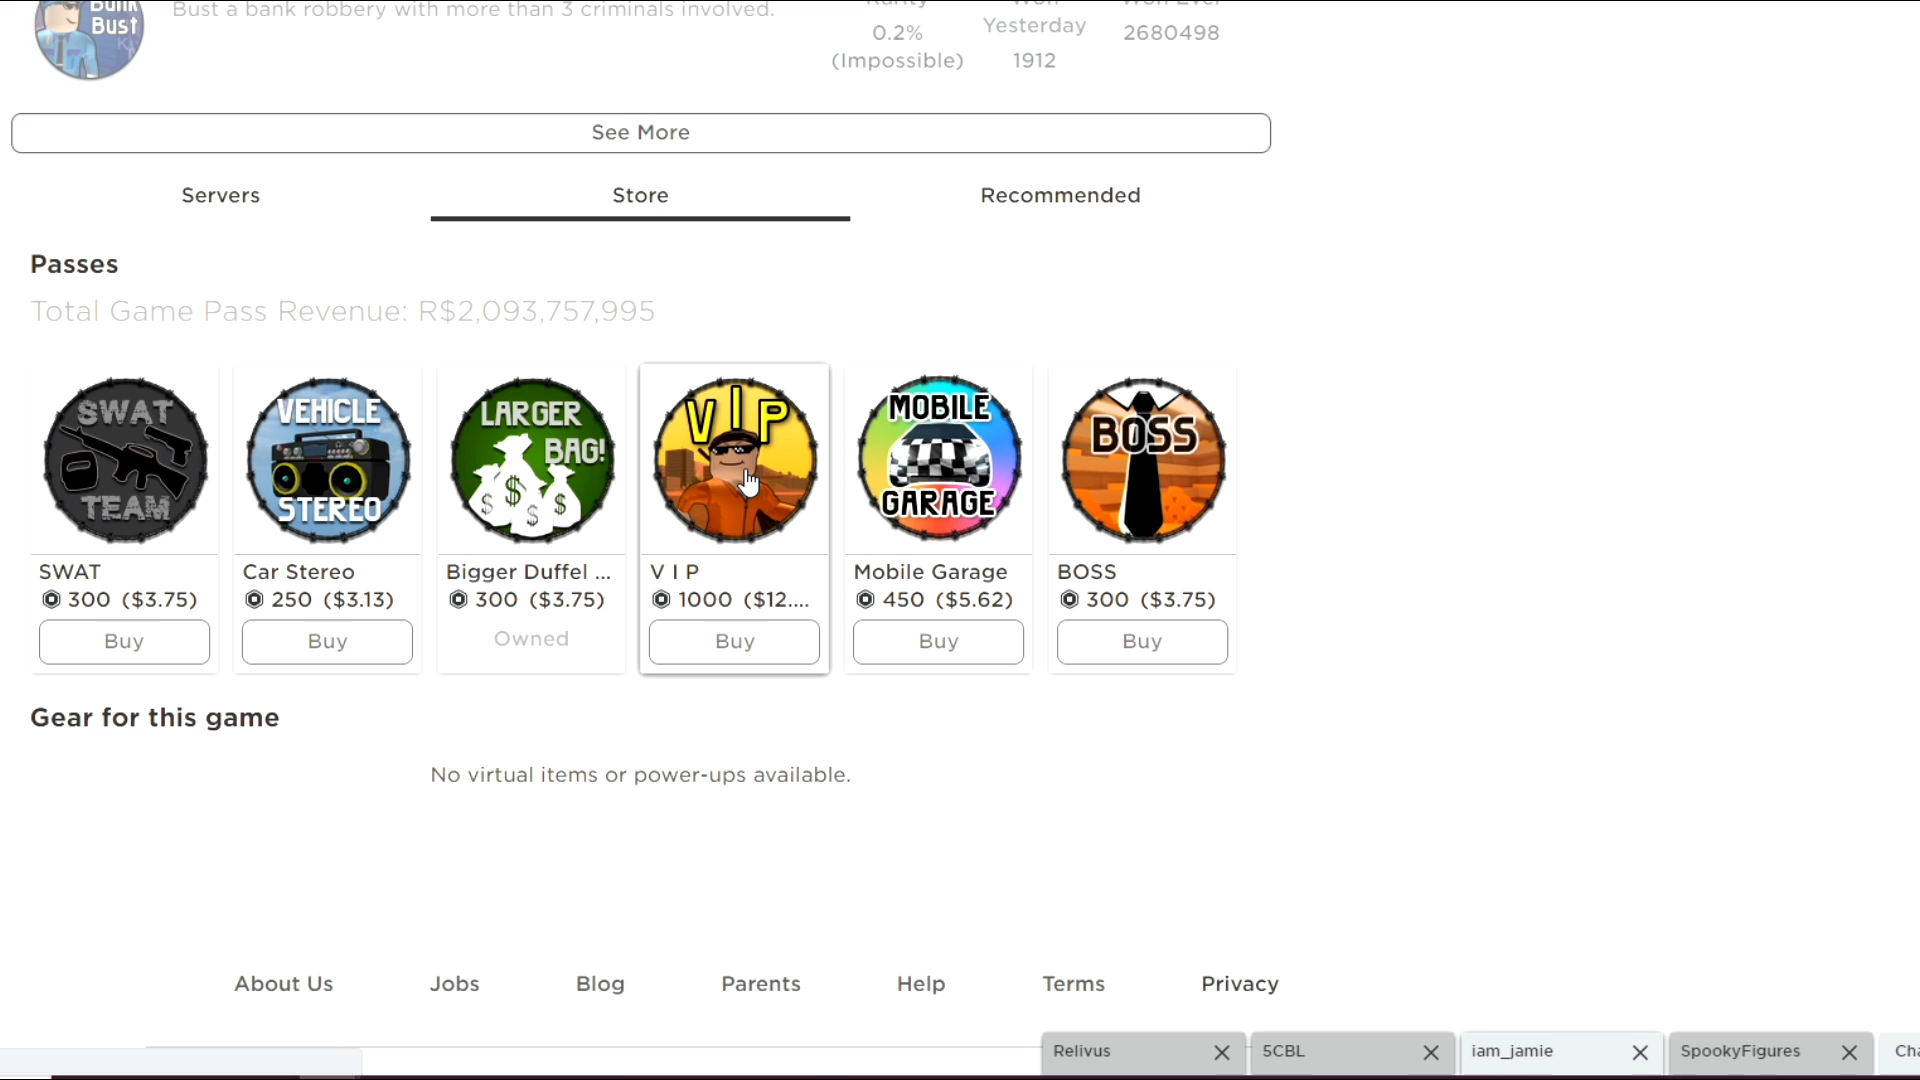 Bust
Bust a bank robbery with more than 3 criminals involved.
0.2%
(Impossible)
Yesterday
1912
2680498
See More
Servers
Store
Recommended
Passes
Total Game Pass Revenue: R$2,093,757,995
SWAT
TEAM
VEHICLE
STEREO
LARGER
BAG!
VIP
MOBILE
GARAGE
BOSS
SWAT
300 ($3.75)
Buy
Car Stereo
250 ($3.13)
Buy
Bigger Duffel ...
300 ($3.75)
Owned
V I P
1000 ($12....
Buy
Mobile Garage
450 ($5.62)
Buy
BOSS
300 ($3.75)
Buy
Gear for this game
No virtual items or power-ups available.
About Us
Jobs
Blog
Parents
Help
Terms
Privacy
Relivus
5CBL
iam_jamie
SpookyFigures